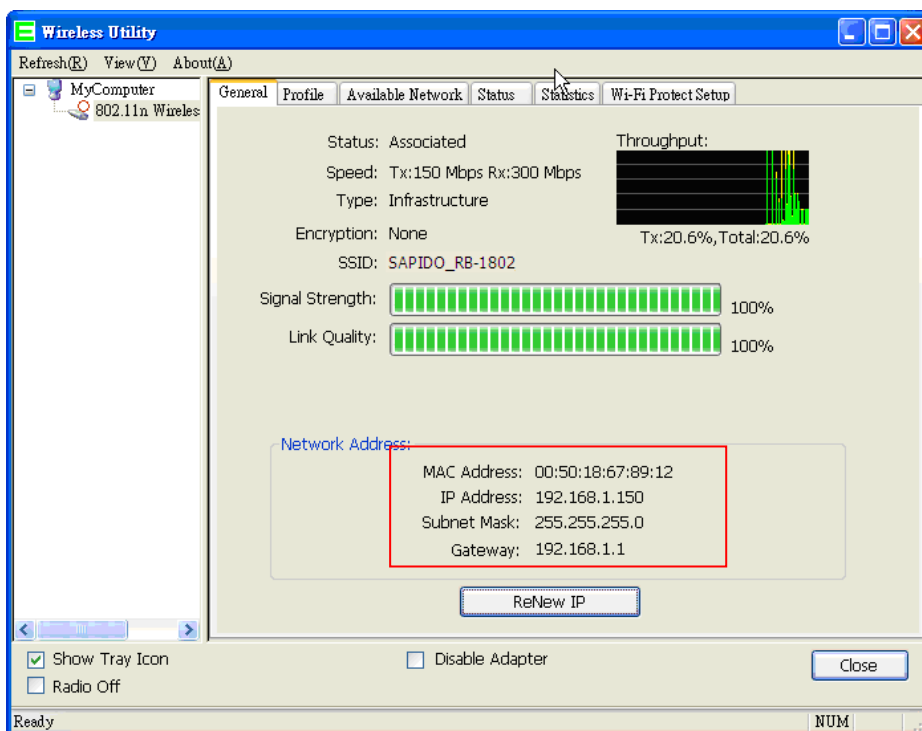 Wireless Utility
Refresh(R) View(V) About(A)
MyComputer
802.11n Wireles
General Profile Available Network Status Statistics Wi-Fi Protect Setup
Status: Associated
Speed: Tx:150 Mbps Rx:300 Mbps
Type: Infrastructure
Encryption: None
SSID: SAPIDO_RB-1802
Throughput:
Tx:20.6%,Total:20.6%
Signal Strength: 100%
Link Quality: 100%
Network Address:
MAC Address: 00:50:18:67:89:12
IP Address: 192.168.1.150
Subnet Mask: 255.255.255.0
Gateway: 192.168.1.1
ReNew IP
Show Tray Icon
Radio Off
Disable Adapter
Close
Ready
NUM